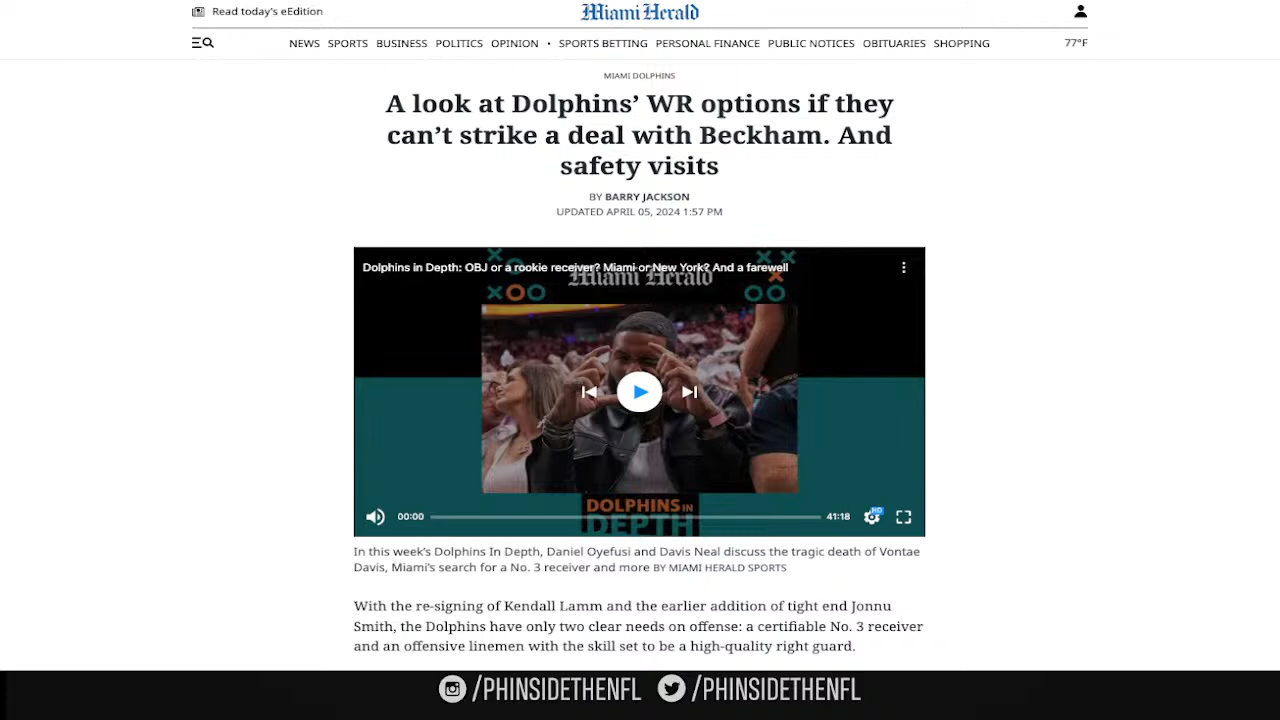 Read today's eEdition
Miami Herald
NEWS SPORTS BUSINESS POLITICS OPINION • SPORTS BETTING PERSONAL FINANCE PUBLIC NOTICES OBITUARIES SHOPPING
77°F
MIAMI DOLPHINS
A look at Dolphins' WR options if they
can't strike a deal with Beckham. And
safety visits
BY BARRY JACKSON
UPDATED APRIL 05, 2024 1:57 PM
Dolphins in Depth: OBJ or a rookie receiver? Miami or New York? And a farewell
Miami Herald
DOLPHINS IN
DEPTH
00:00
41:18
HD
In this week's Dolphins In Depth, Daniel Oyefusi and Davis Neal discuss the tragic death of Vontae
Davis, Miami's search for a No. 3 receiver and more BY MIAMI HERALD SPORTS
With the re-signing of Kendall Lamm and the earlier addition of tight end Jonnu
Smith, the Dolphins have only two clear needs on offense: a certifiable No. 3 receiver
and an offensive linemen with the skill set to be a high-quality right guard.
/PHINSIDETHENFL /PHINSIDETHENFL